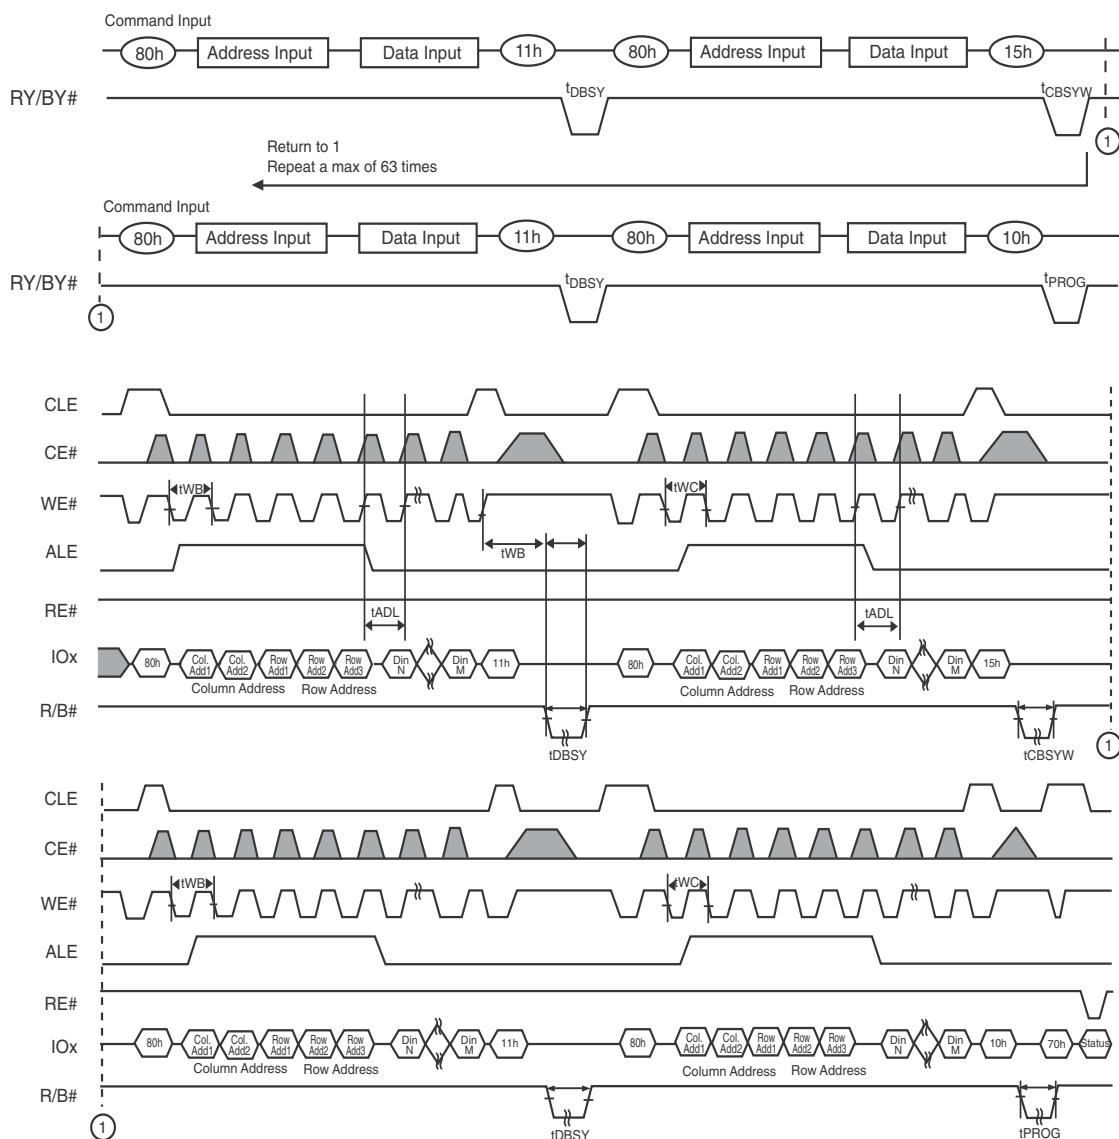 Command Input
80h Address Input Data Input 11h 80h Address Input Data Input 15h
RY/BY# tDBSY tCBSYW
1
Return to 1
Repeat a max of 63 times
Command Input
80h Address Input Data Input 11h 80h Address Input Data Input 10h
RY/BY# tDBSY tPROG
1
CLE
CE#
WE# tWB tWC
ALE tWB
RE# tADL tADL
IOx 80h Col. Add1 Col. Add2 Row Add1 Row Add2 Row Add3 Din N Din M 11h 80h Col. Add1 Col. Add2 Row Add1 Row Add2 Row Add3 Din N Din M 15h
Column Address Row Address Column Address Row Address
R/B#
tDBSY tCBSYW 1
CLE
CE#
WE# tWB tWC
ALE
RE#
IOx 80h Col. Add1 Col. Add2 Row Add1 Row Add2 Row Add3 Din N Din M 11h 80h Col. Add1 Col. Add2 Row Add1 Row Add2 Row Add3 Din N Din M 10h 70h Status
Column Address Row Address Column Address Row Address
R/B#
1 tDBSY tPROG